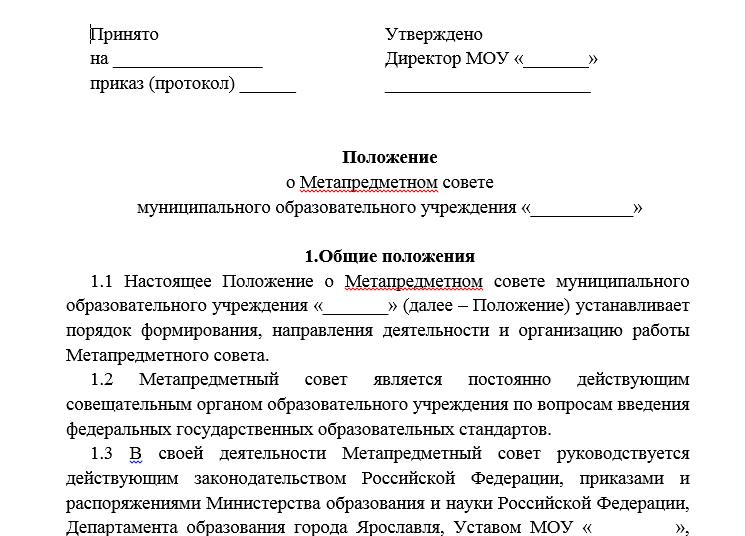 Принято Утверждено
на ________________ Директор МОУ «_______»
приказ (протокол) ______ ______________________
Положение
о Метапредметном совете
муниципального образовательного учреждения «___________»
1.Общие положения
1.1 Настоящее Положение о Метапредметном совете муниципального
образовательного учреждения «_______» (далее – Положение) устанавливает
порядок формирования, направления деятельности и организацию работы
Метапредметного совета.
1.2 Метапредметный совет является постоянно действующим
совещательным органом образовательного учреждения по вопросам введения
федеральных государственных образовательных стандартов.
1.3 В своей деятельности Метапредметный совет руководствуется
действующим законодательством Российской Федерации, приказами и
распоряжениями Министерства образования и науки Российской Федерации,
Департамента образования города Ярославля, Уставом МОУ « »,